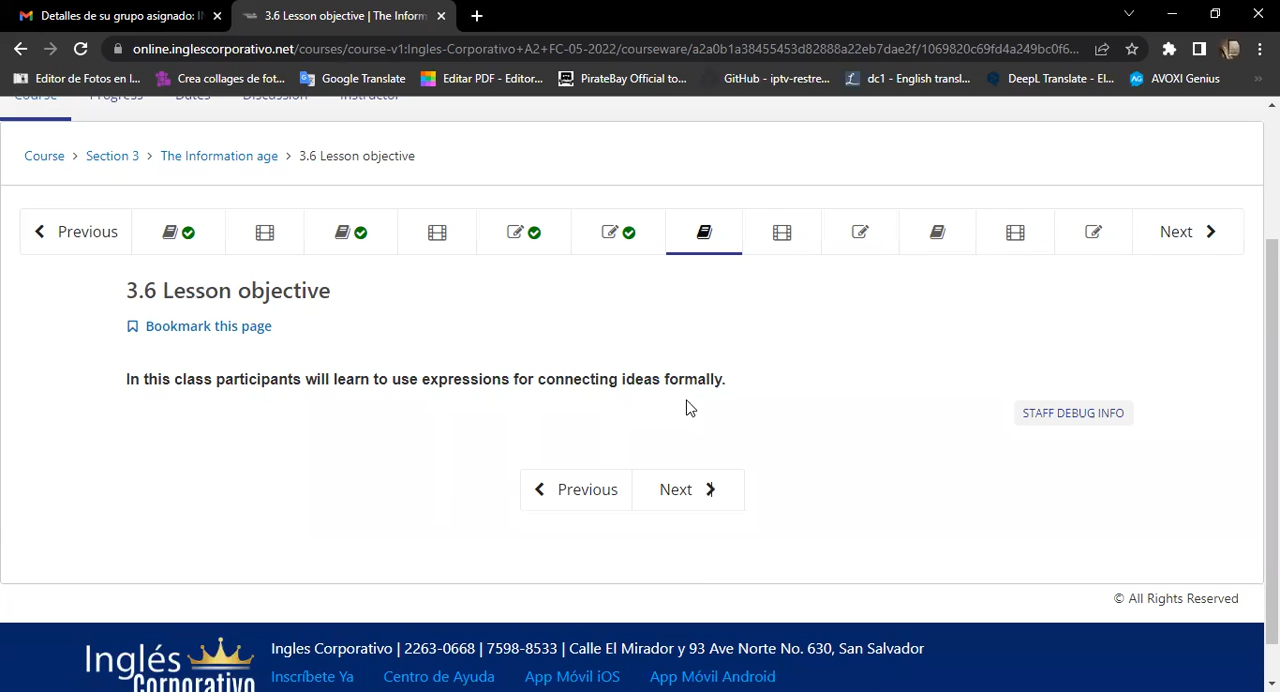 Detalles de su grupo asignado: I
3.6 Lesson objective | The Inform
online.inglescorporativo.net/courses/course-v1:Ingles-Corporativo+A2+FC-05-2022/courseware/a2a0b1a38455453d82888a22eb7dae2f/1069820c69fd4a249bc0f6...
Editor de Fotos en l... Crea collages de fot... Google Translate Editar PDF - Editor... PirateBay Official to... GitHub - iptv-restre... dc1 - English transl... DeepL Translate - El... AVOXI Genius »
Course Progress Dates Discussion Instructor
Course > Section 3 > The Information age > 3.6 Lesson objective
Previous Next
3.6 Lesson objective
Bookmark this page
In this class participants will learn to use expressions for connecting ideas formally.
STAFF DEBUG INFO
Previous Next
© All Rights Reserved
Inglés Corporativo
Ingles Corporativo | 2263-0668 | 7598-8533 | Calle El Mirador y 93 Ave Norte No. 630, San Salvador
Inscríbete Ya Centro de Ayuda App Móvil iOS App Móvil Android